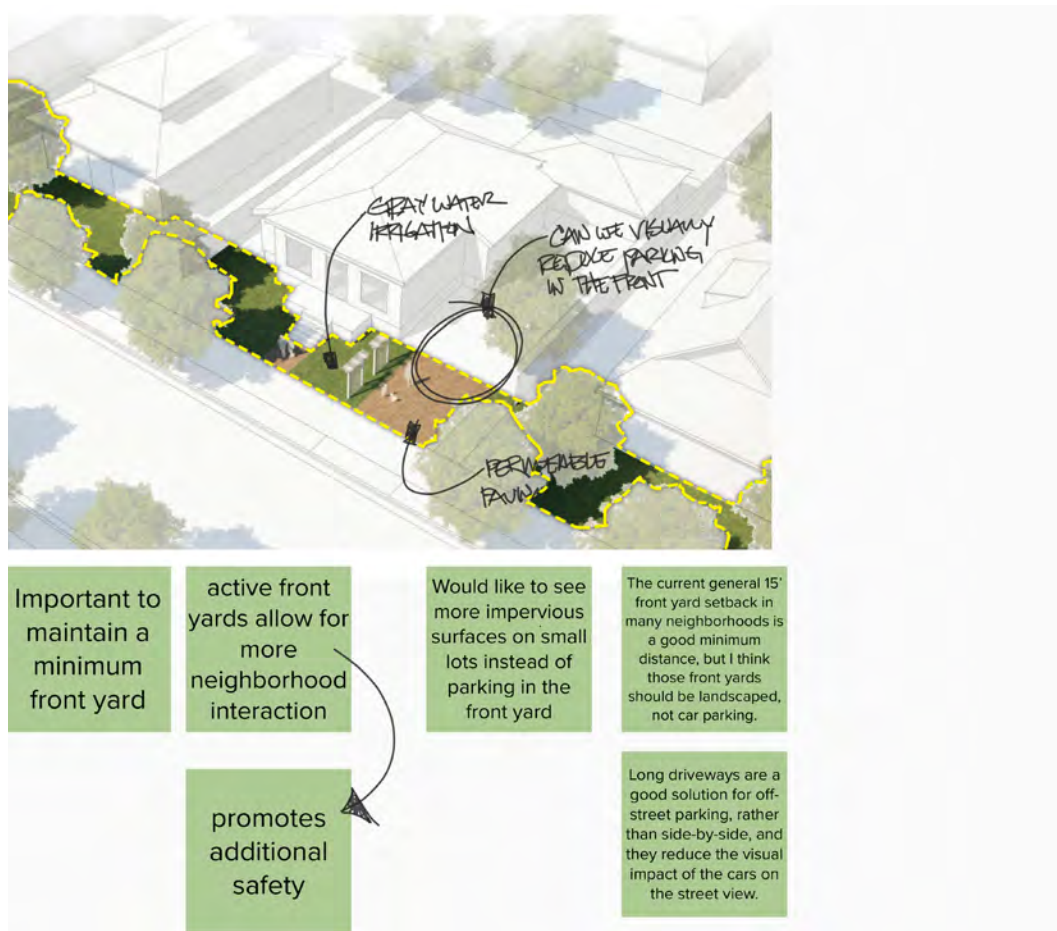 GRAY WATER
IRRIGATION
CAN WE VISUALLY
REDUCE PARKING
IN THE FRONT
PERMEABLE
Important to
maintain a
minimum
front yard
active front
yards allow for
more
neighborhood
interaction
Would like to see
more impervious
surfaces on small
lots instead of
parking in the
front yard
The current general 15'
front yard setback in
many neighborhoods is
a good minimum
distance, but I think
those front yards
should be landscaped,
not car parking.
promotes
additional
safety
Long driveways are a
good solution for off-
street parking, rather
than side-by-side, and
they reduce the visual
impact of the cars on
the street view.